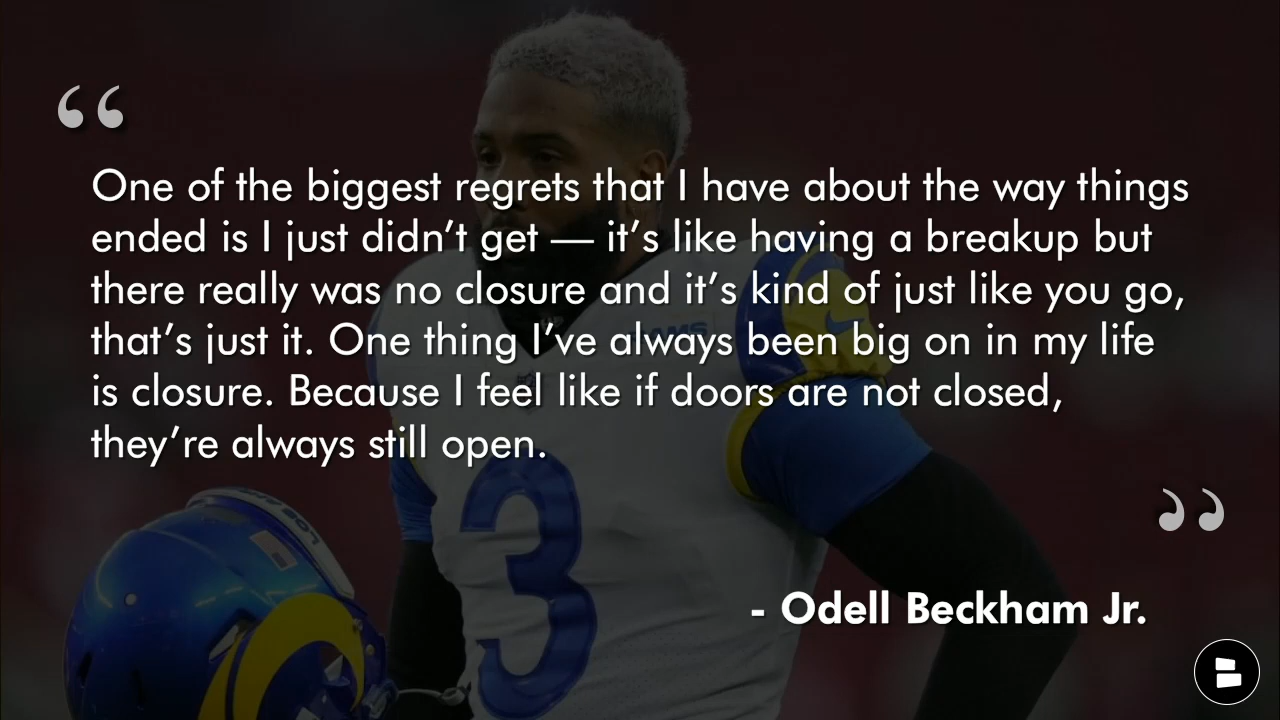 “
One of the biggest regrets that I have about the way things
ended is I just didn’t get — it’s like having a breakup but
there really was no closure and it’s kind of just like you go,
that’s just it. One thing I’ve always been big on in my life
is closure. Because I feel like if doors are not closed,
they’re always still open.
”
- Odell Beckham Jr.
RAMS
3